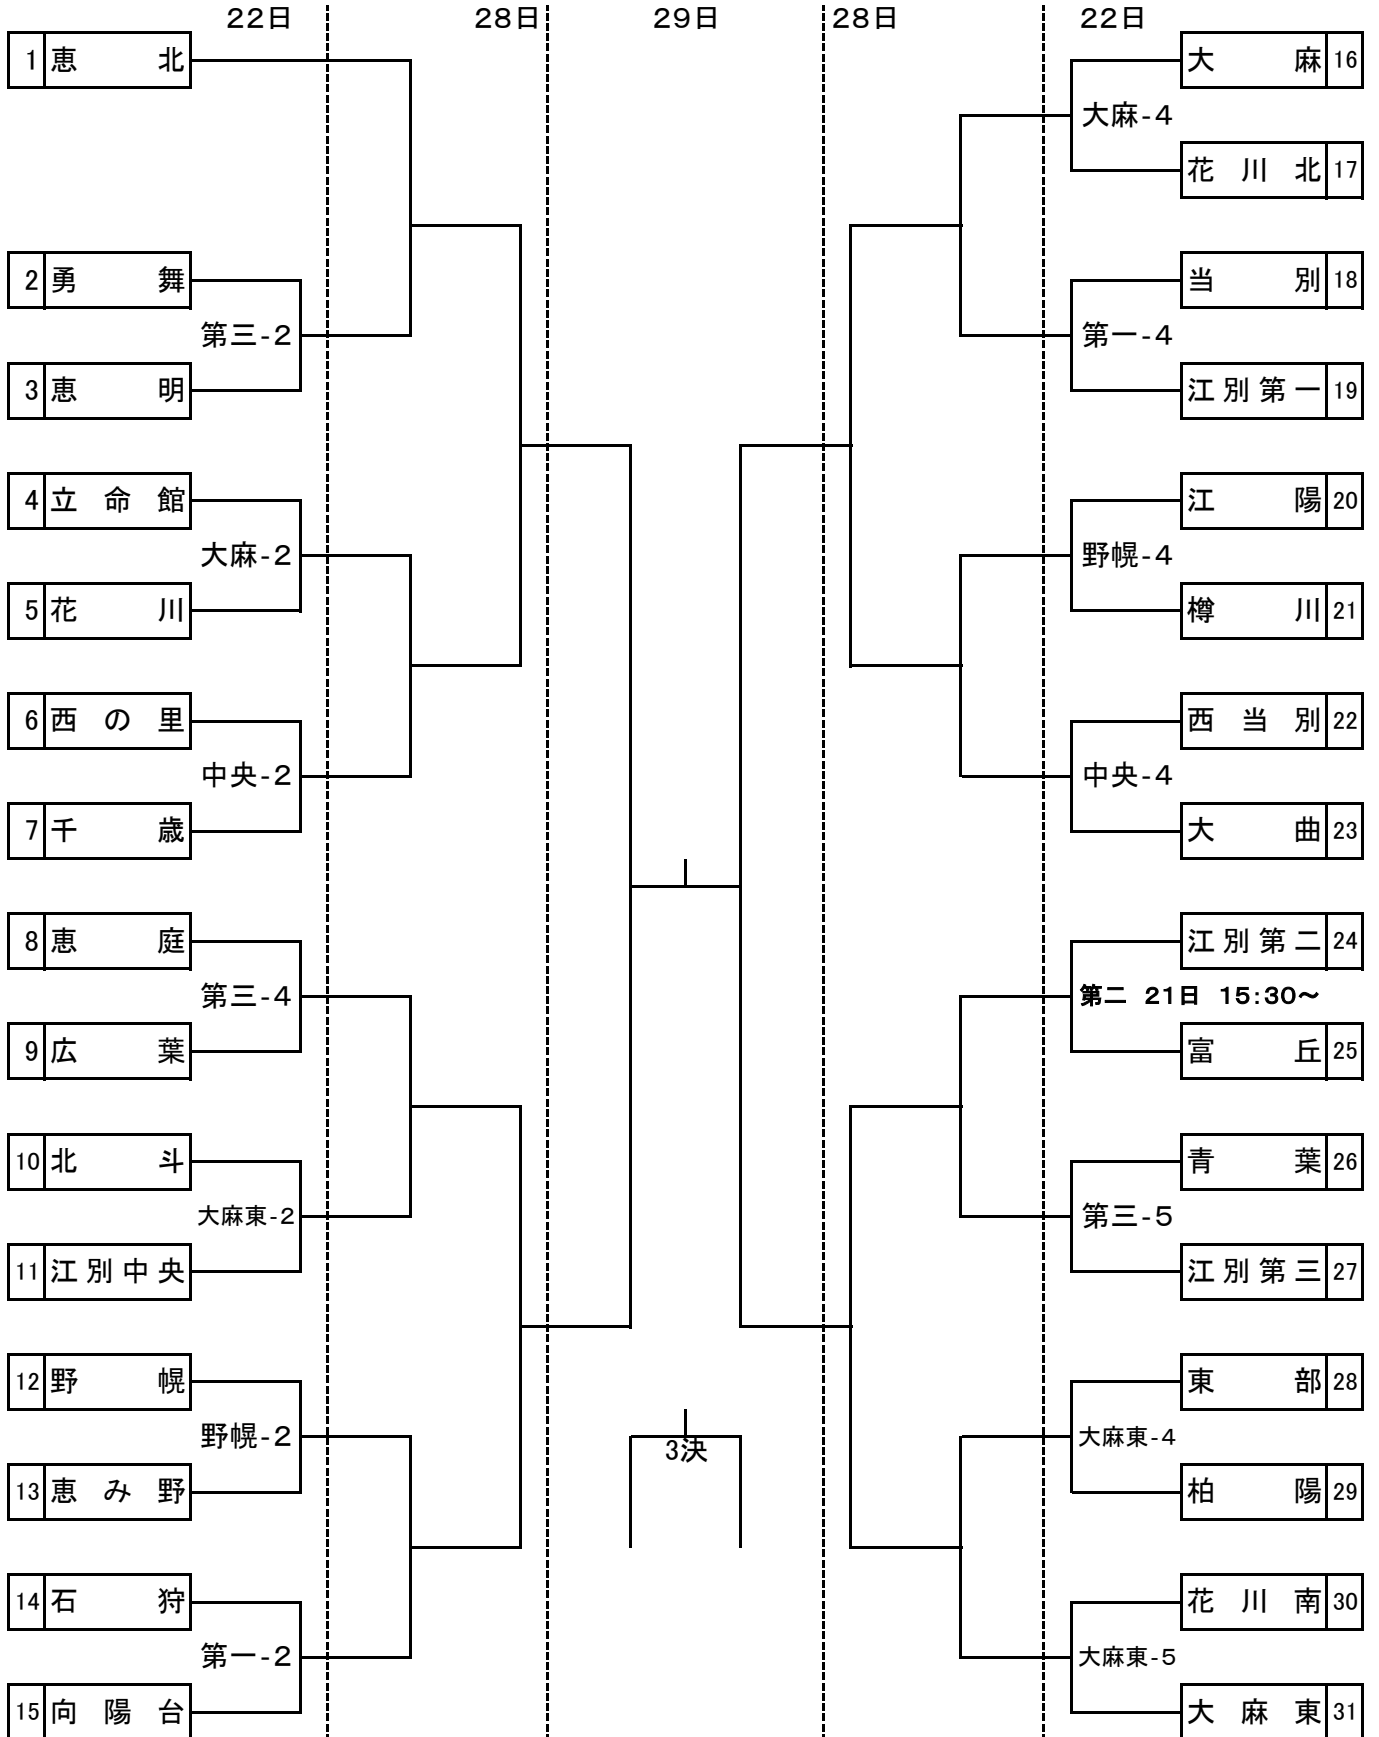 22日 28日 29日 28日 22日
1 恵北
大麻 16
大麻-4
花川北 17
2 勇舞
当別 18
第三-2
第一-4
3 恵明
江別第一 19
4 立命館
江陽 20
大麻-2
野幌-4
5 花川
樽川 21
6 西の里
西当別 22
中央-2
中央-4
7 千歳
大曲 23
8 恵庭
江別第二 24
第三-4
第二 21日 15:30～
9 広葉
富丘 25
10 北斗
青葉 26
大麻東-2
第三-5
11 江別中央
江別第三 27
12 野幌
東部 28
野幌-2
3決
大麻東-4
13 恵み野
柏陽 29
14 石狩
花川南 30
第一-2
大麻東-5
15 向陽台
大麻東 31